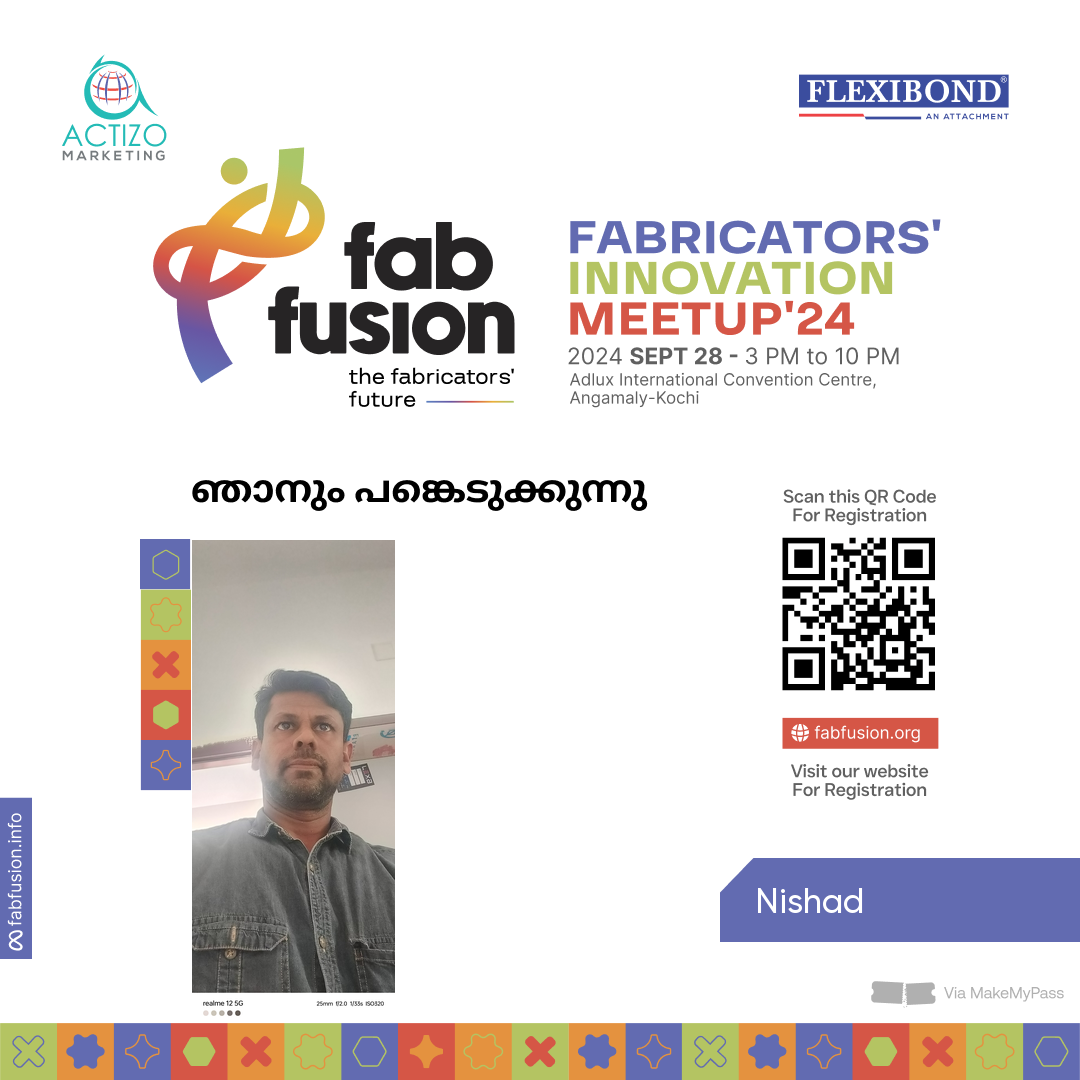 ACTIZO
MARKETING
FLEXIBOND®
AN ATTACHMENT
fab
fusion
the fabricators'
future
FABRICATORS'
INNOVATION
MEETUP'24
2024 SEPT 28 - 3 PM to 10 PM
Adlux International Convention Centre,
Angamaly-Kochi
ഞാനും പങ്കെടുക്കുന്നു
Scan this QR Code
For Registration
fabfusion.org
Visit our website
For Registration
fabfusion.info
Nishad
realme 12 5G
25mm f/2.0 1/33s ISO320
Via MakeMyPass